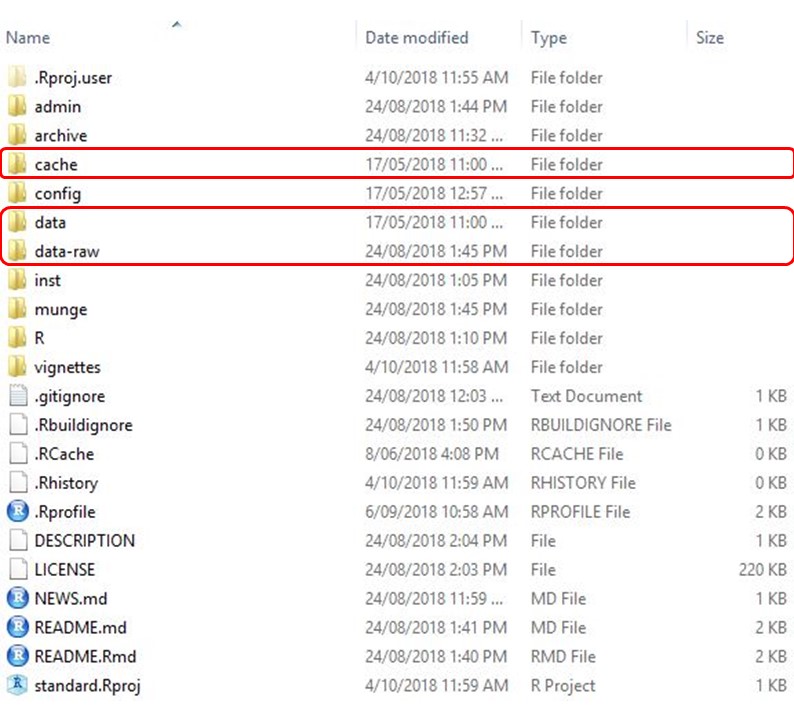 Name Date modified Type Size
.Rproj.user 4/10/2018 11:55 AM File folder
admin 24/08/2018 1:44 PM File folder
archive 24/08/2018 11:32 ... File folder
cache 17/05/2018 11:00 ... File folder
config 17/05/2018 12:57 ... File folder
data 17/05/2018 11:00 ... File folder
data-raw 24/08/2018 1:45 PM File folder
inst 24/08/2018 1:05 PM File folder
munge 24/08/2018 1:45 PM File folder
R 24/08/2018 1:10 PM File folder
vignettes 4/10/2018 11:58 AM File folder
.gitignore 24/08/2018 12:03 ... Text Document 1 KB
.Rbuildignore 24/08/2018 1:50 PM RBUILDIGNORE File 1 KB
.RCache 8/06/2018 4:08 PM RCACHE File 0 KB
.Rhistory 4/10/2018 11:59 AM RHISTORY File 0 KB
.Rprofile 6/09/2018 10:58 AM RPROFILE File 2 KB
DESCRIPTION 24/08/2018 2:04 PM File 1 KB
LICENSE 24/08/2018 2:03 PM File 220 KB
NEWS.md 24/08/2018 11:59 ... MD File 1 KB
README.md 24/08/2018 1:41 PM MD File 2 KB
README.Rmd 24/08/2018 1:40 PM RMD File 2 KB
standard.Rproj 4/10/2018 11:59 AM R Project 1 KB